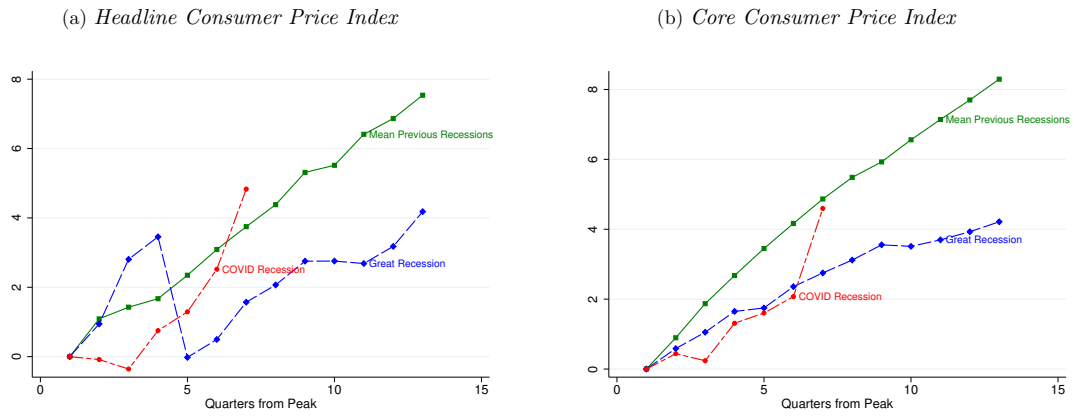 (a) Headline Consumer Price Index
8
6
4
2
0
Mean Previous Recessions
COVID Recession
Great Recession
0 5 10 15
Quarters from Peak
(b) Core Consumer Price Index
8
6
4
2
0
Mean Previous Recessions
Great Recession
COVID Recession
0 5 10 15
Quarters from Peak